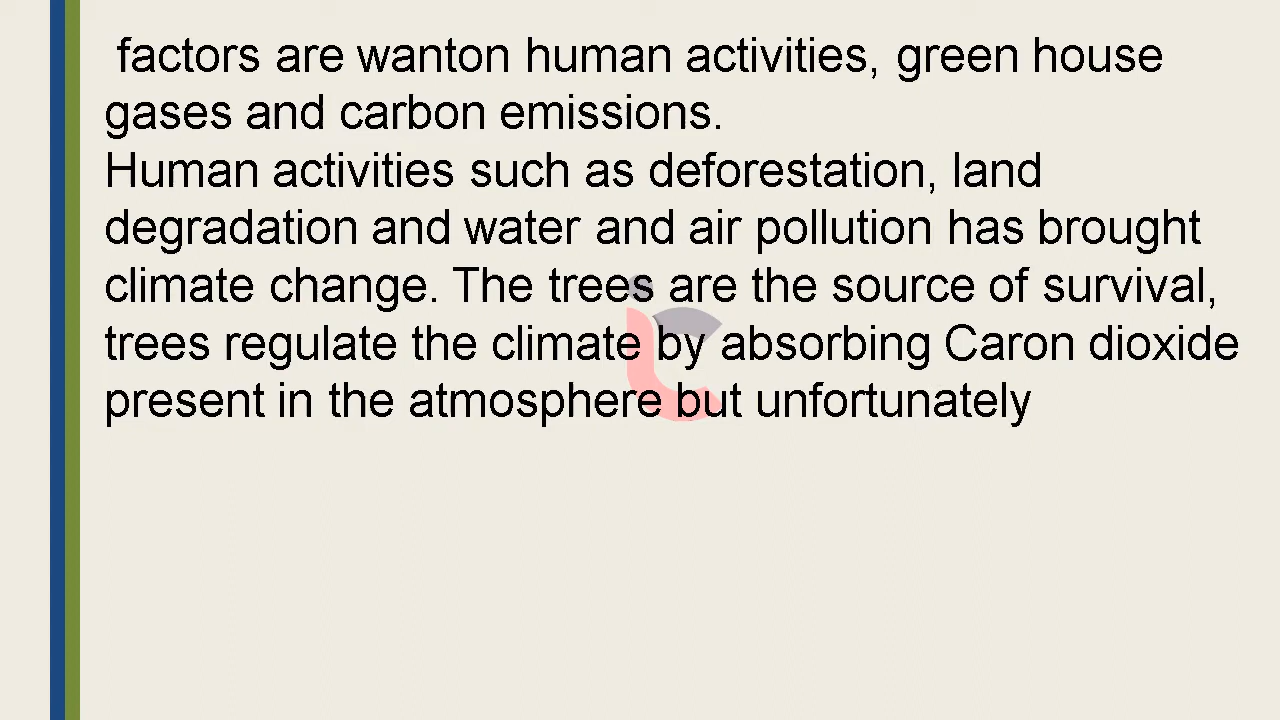 factors are wanton human activities, green house
gases and carbon emissions.
Human activities such as deforestation, land
degradation and water and air pollution has brought
climate change. The trees are the source of survival,
trees regulate the climate by absorbing Caron dioxide
present in the atmosphere but unfortunately